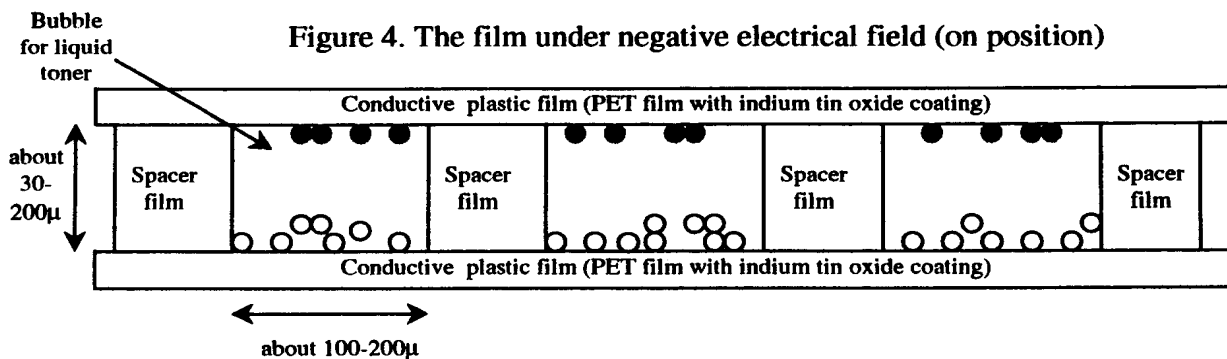 Bubble
for liquid
toner
Figure 4. The film under negative electrical field (on position)
Conductive plastic film (PET film with indium tin oxide coating)
about
30-
200μ
Spacer
film
Spacer
film
Spacer
film
Spacer
film
Conductive plastic film (PET film with indium tin oxide coating)
about 100-200μ